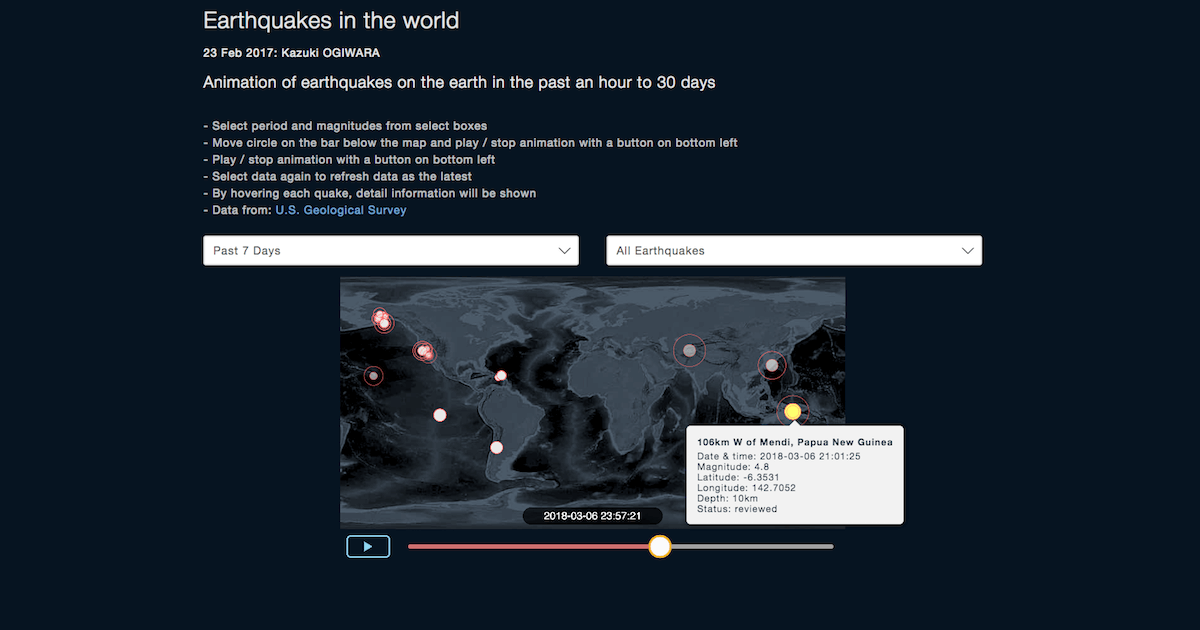 Earthquakes in the world
23 Feb 2017: Kazuki OGIWARA
Animation of earthquakes on the earth in the past an hour to 30 days
- Select period and magnitudes from select boxes
- Move circle on the bar below the map and play / stop animation with a button on bottom left
- Play / stop animation with a button on bottom left
- Select data again to refresh data as the latest
- By hovering each quake, detail information will be shown
- Data from: U.S. Geological Survey
Past 7 Days
All Earthquakes
106km W of Mendi, Papua New Guinea
Date & time: 2018-03-06 21:01:25
Magnitude: 4.8
Latitude: -6.3531
Longitude: 142.7052
Depth: 10km
Status: reviewed
2018-03-06 23:57:21